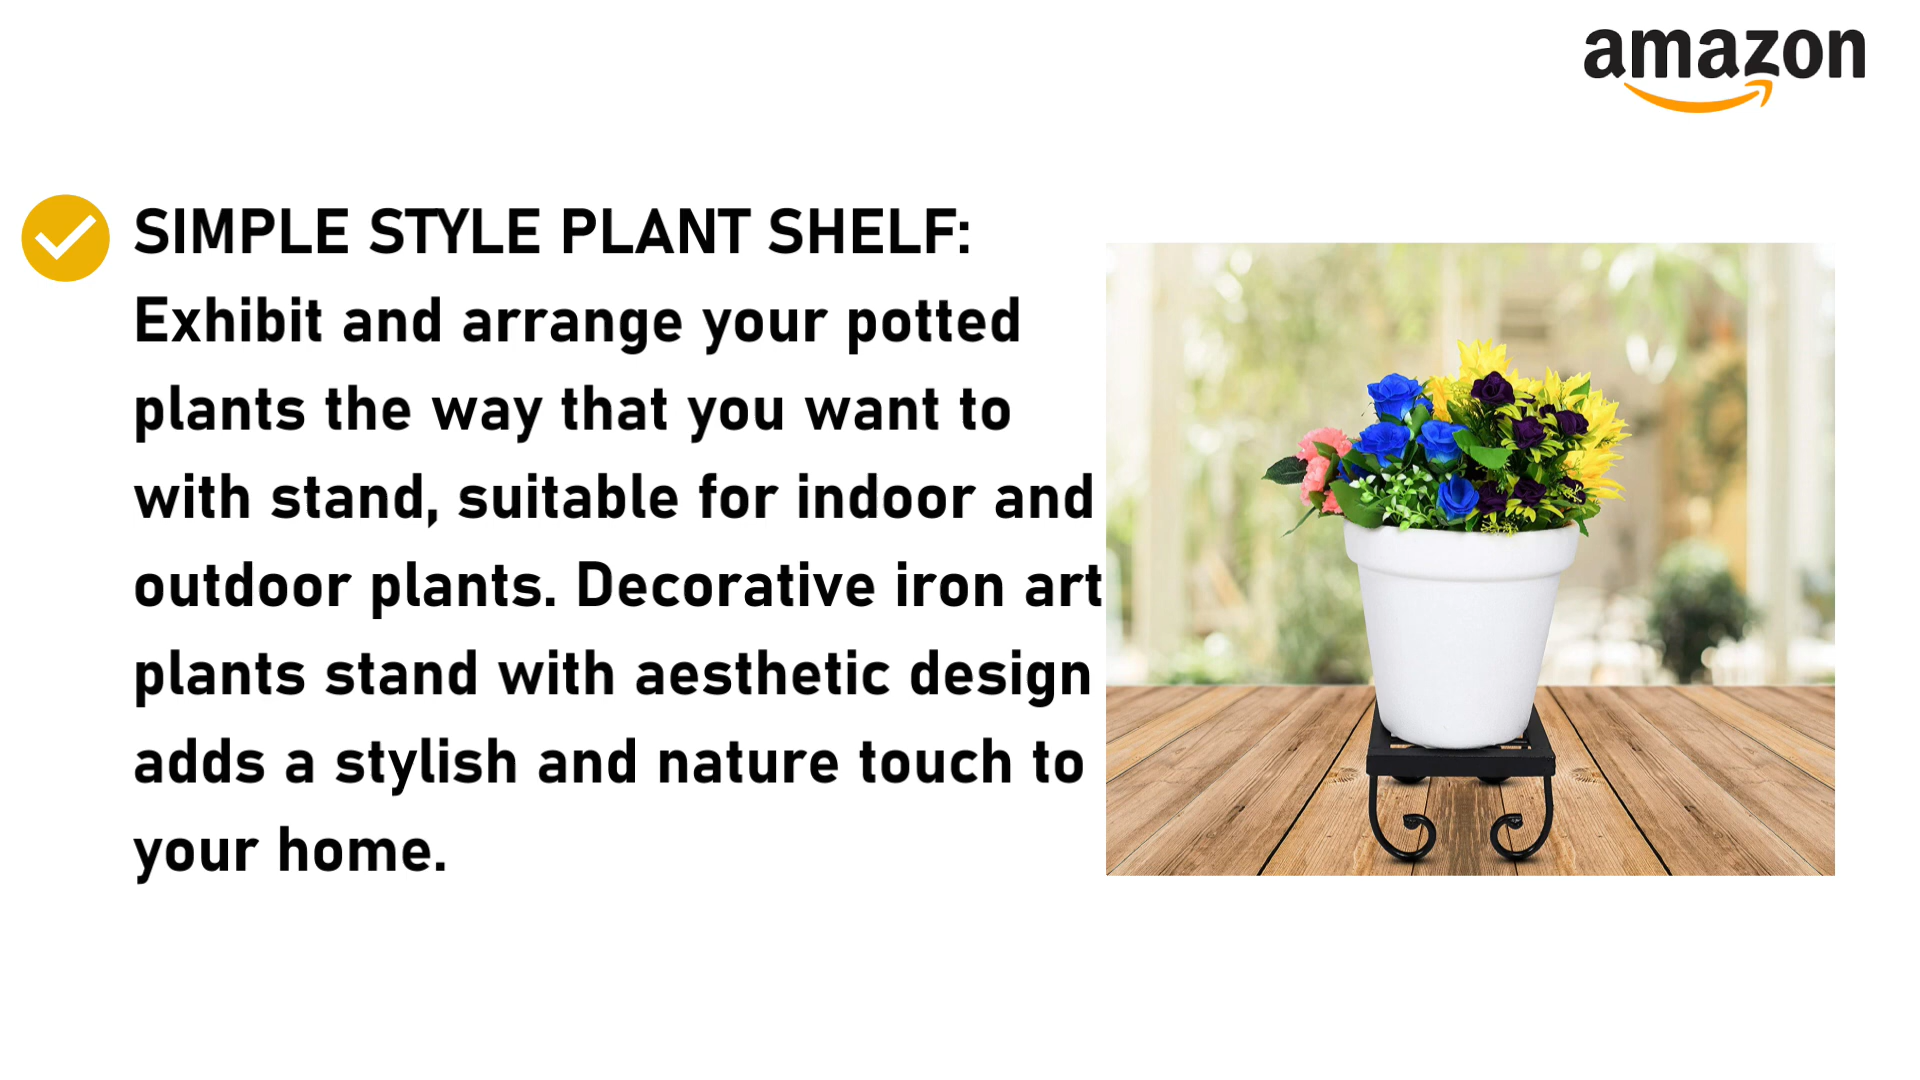 amazon
SIMPLE STYLE PLANT SHELF:
Exhibit and arrange your potted
plants the way that you want to
with stand, suitable for indoor and
outdoor plants. Decorative iron art
plants stand with aesthetic design
adds a stylish and nature touch to
your home.